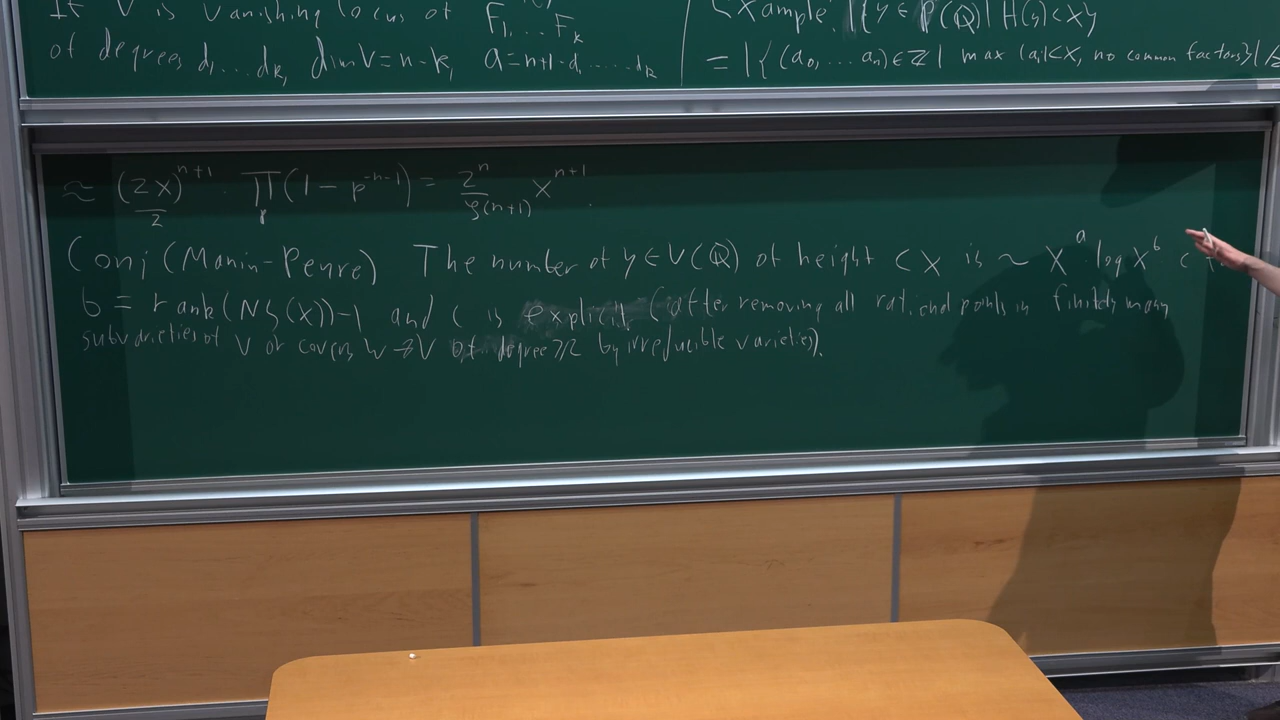 If V is vanishing locus of F₁,...F_k
of degrees d₁...d_k, dim V=n-k, a=n+1-d₁.....d_k
Example: |{y ∈ P(Q) | H(y)<X}
= |{(a₀,...aₙ)∈Z | max |aᵢ|<X, no common factors}|/2
≈ (2X)^{n+1}/2 · ∏_p (1 - p^{-n-1}) = 2^n/ζ(n+1) X^{n+1}.
Conj (Manin-Peyre) The number of y∈V(Q) of height < X is ~ X^a · log X^b c
b = rank(NS(X))-1 and c is explicit (after removing all rational points in finitely many
subvarieties of V or covers W→V of degree ≥2 by irreducible varieties).